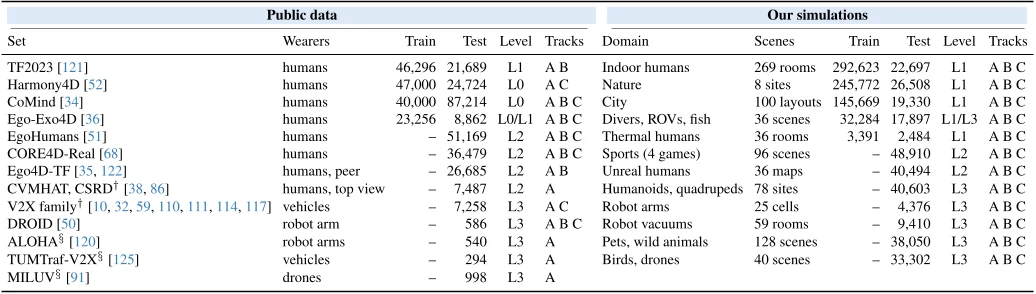 Public data Our simulations
Set Wearers Train Test Level Tracks Domain Scenes Train Test Level Tracks
TF2023 [121] humans 46,296 21,689 L1 A B Indoor humans 269 rooms 292,623 22,697 L1 A B C
Harmony4D [52] humans 47,000 24,724 L0 A C Nature 8 sites 245,772 26,508 L1 A B C
CoMind [34] humans 40,000 87,214 L0 A B C City 100 layouts 145,669 19,330 L1 A B C
Ego-Exo4D [36] humans 23,256 8,862 L0/L1 A B C Divers, ROVs, fish 36 scenes 32,284 17,897 L1/L3 A B C
EgoHumans [51] humans – 51,169 L2 A B C Thermal humans 36 rooms 3,391 2,484 L1 A B C
CORE4D-Real [68] humans – 36,479 L2 A B C Sports (4 games) 96 scenes – 48,910 L2 A B C
Ego4D-TF [35, 122] humans, peer – 26,685 L2 A B Unreal humans 36 maps – 40,494 L2 A B C
CVMHAT, CSRD† [38, 86] humans, top view – 7,487 L2 A Humanoids, quadrupeds 78 sites – 40,603 L3 A B C
V2X family† [10, 32, 59, 110, 111, 114, 117] vehicles – 7,258 L3 A C Robot arms 25 cells – 4,376 L3 A B C
DROID [50] robot arm – 586 L3 A B C Robot vacuums 59 rooms – 9,410 L3 A B C
ALOHA§ [120] robot arms – 540 L3 A Pets, wild animals 128 scenes – 38,050 L3 A B C
TUMTraf-V2X§ [125] vehicles – 294 L3 A Birds, drones 40 scenes – 33,302 L3 A B C
MILUV§ [91] drones – 998 L3 A